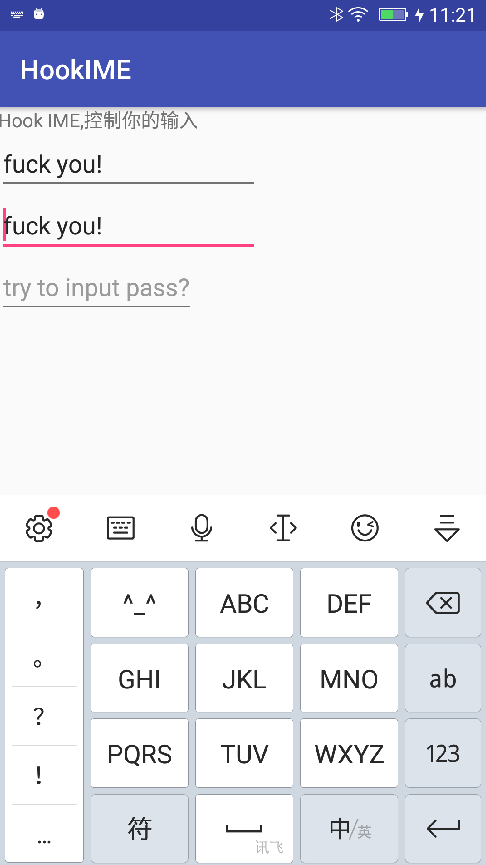 11:21
HookIME
Hook IME,控制你的输入
fuck you!
fuck you!
try to input pass?
， ^_^ ABC DEF
。 GHI JKL MNO ab
？ PQRS TUV WXYZ 123
！
… 符 讯飞 中/英